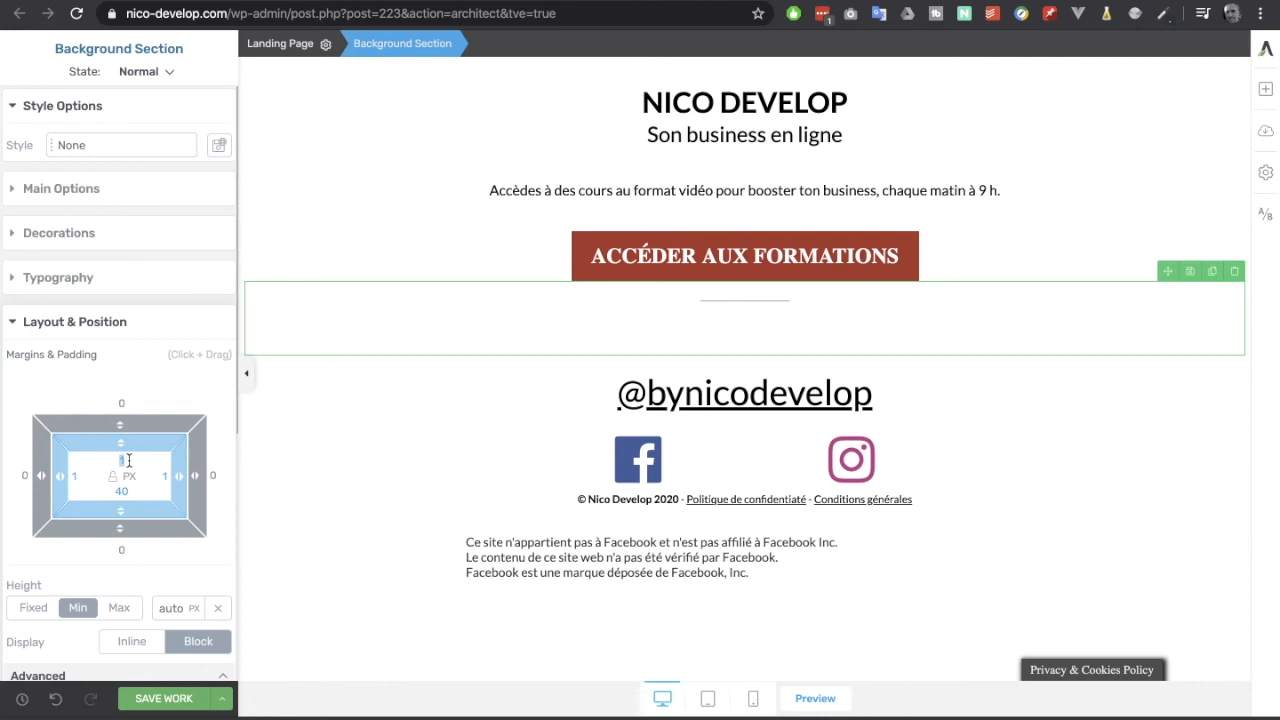 wp/wp-admin/post.php?post=223&action=architect&tve=true
1
Background Section
State: Normal
Style Options
Style None
Main Options
Decorations
Typography
Layout & Position
Margins & Padding (Click + Drag)
0
1
0 1 PX 1 0
40
0
Height
Fixed Min Max auto PX ×
Display Inline Block
Advanced
SAVE WORK
Landing Page Background Section
NICO DEVELOP
Son business en ligne
Accèdes à des cours au format vidéo pour booster ton business, chaque matin à 9 h.
ACCÉDER AUX FORMATIONS
@bynicodevelop
© Nico Develop 2020 - Politique de confidentiaté - Conditions générales
Ce site n'appartient pas à Facebook et n'est pas affilié à Facebook Inc.
Le contenu de ce site web n'a pas été vérifié par Facebook.
Facebook est une marque déposée de Facebook, Inc.
Privacy & Cookies Policy
Preview
A/B